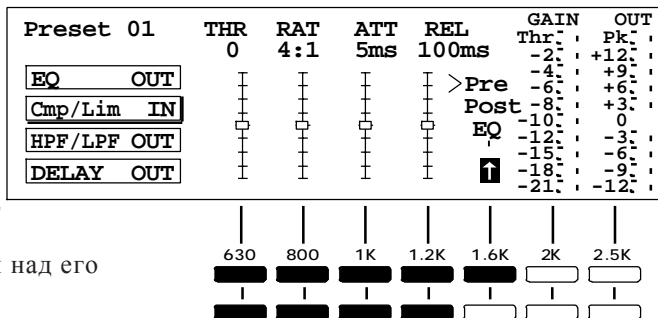 Preset 01 THR RAT ATT REL GAIN OUT
0 4:1 5ms 100ms Thr Pk
EQ OUT
Cmp/Lim IN
HPF/LPF OUT
DELAY OUT
>Pre
Post
EQ
↑
-2 +12
-4 +9
-6 +6
-8 +3
-10 0
-12 -3
-15 -6
-18 -9
-21 -12
630 800 1K 1.2K 1.6K 2K 2.5K
над его